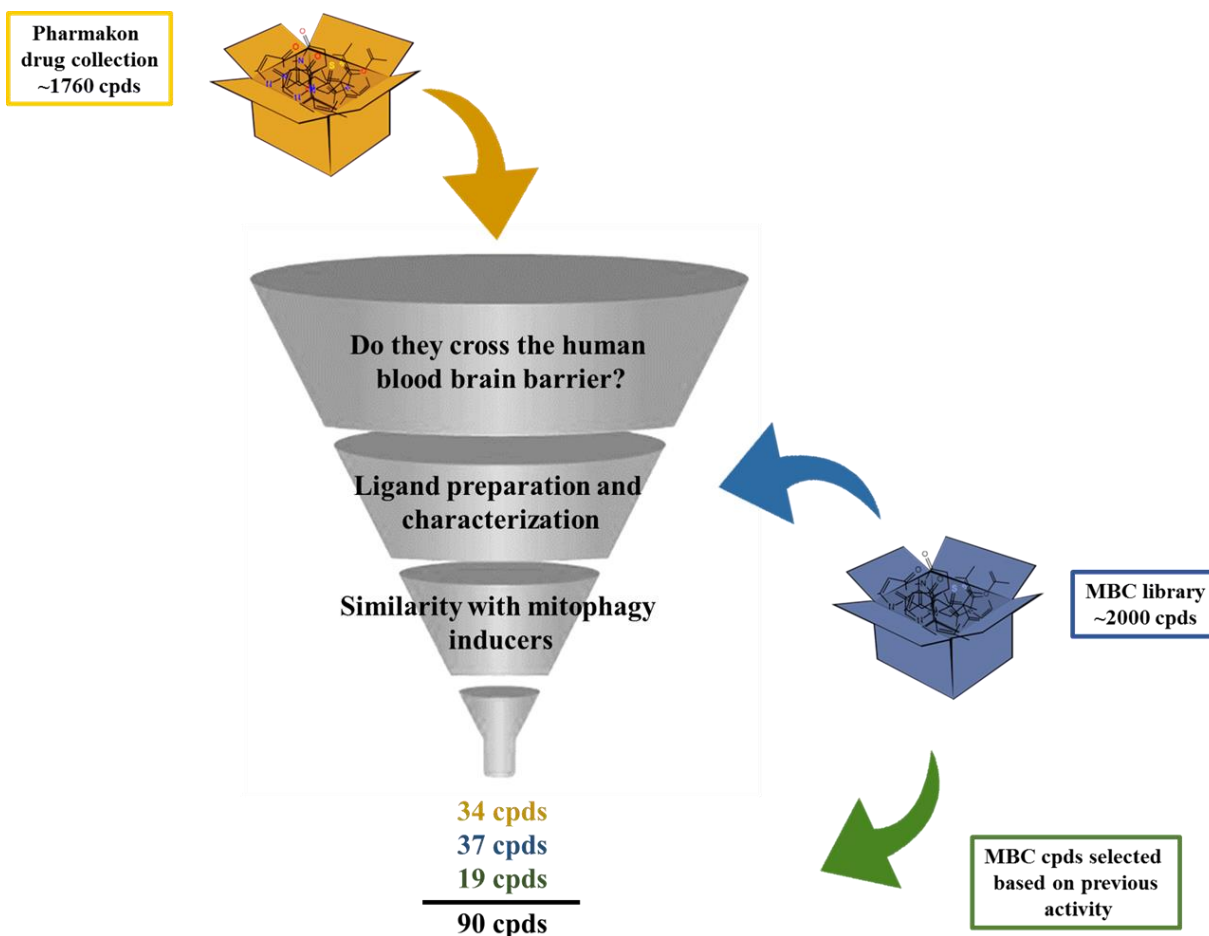 Pharmakon
drug collection
~1760 cpds
Do they cross the human
blood brain barrier?
Ligand preparation and
characterization
Similarity with mitophagy
inducers
MBC library
~2000 cpds
34 cpds
37 cpds
19 cpds
90 cpds
MBC cpds selected
based on previous
activity